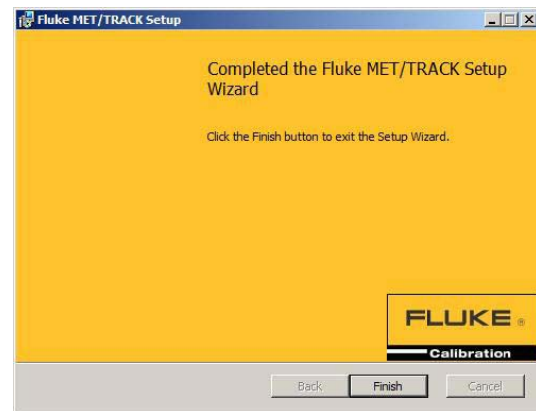 Fluke MET/TRACK Setup
Completed the Fluke MET/TRACK Setup
Wizard
Click the Finish button to exit the Setup Wizard.
FLUKE ®
Calibration
Back Finish Cancel